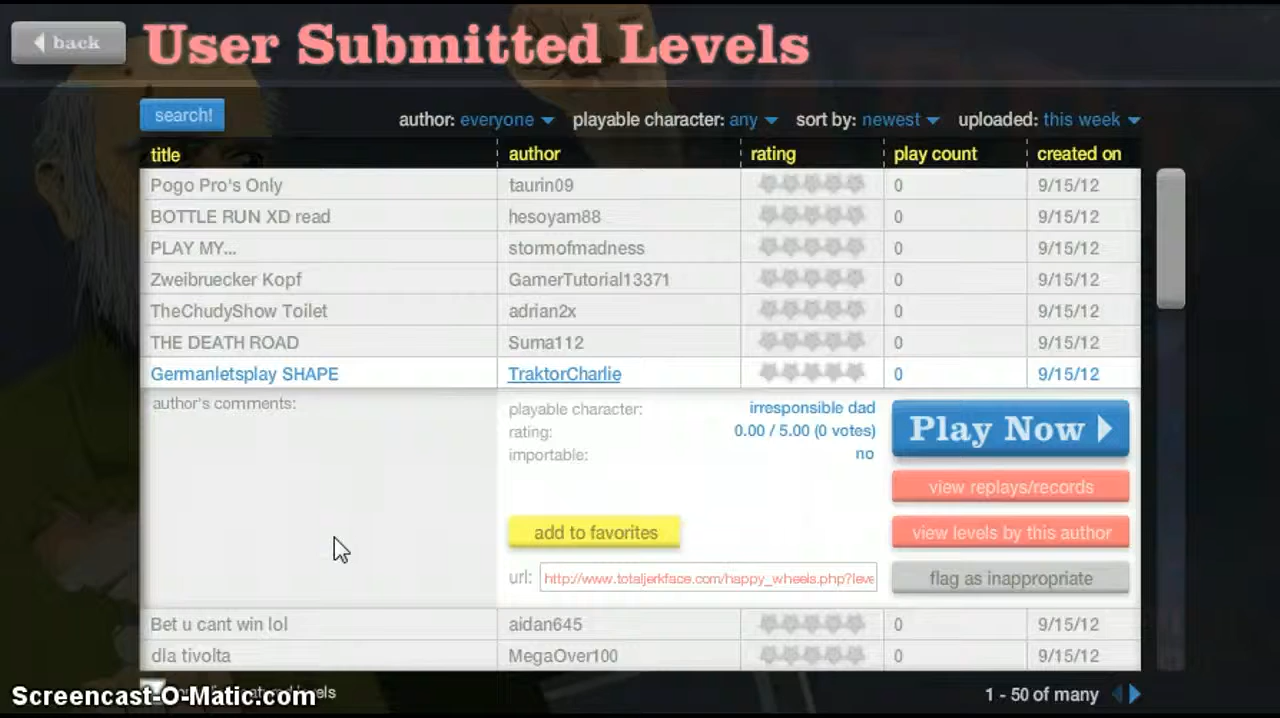 back
User Submitted Levels
search!
author: everyone playable character: any sort by: newest uploaded: this week
title author rating play count created on
Pogo Pro's Only taurin09 0 9/15/12
BOTTLE RUN XD read hesoyam88 0 9/15/12
PLAY MY... stormofmadness 0 9/15/12
Zweibruecker Kopf GamerTutorial13371 0 9/15/12
TheChudyShow Toilet adrian2x 0 9/15/12
THE DEATH ROAD Suma112 0 9/15/12
Germanletsplay SHAPE TraktorCharlie 0 9/15/12
author's comments:
playable character: irresponsible dad
rating: 0.00 / 5.00 (0 votes)
importable: no
Play Now
view replays/records
view levels by this author
add to favorites
url: http://www.totaljerkface.com/happy_wheels.php?leve
flag as inappropriate
Bet u cant win lol aidan645 0 9/15/12
dla tivolta MegaOver100 0 9/15/12
Screencast-O-Matic.com
1 - 50 of many